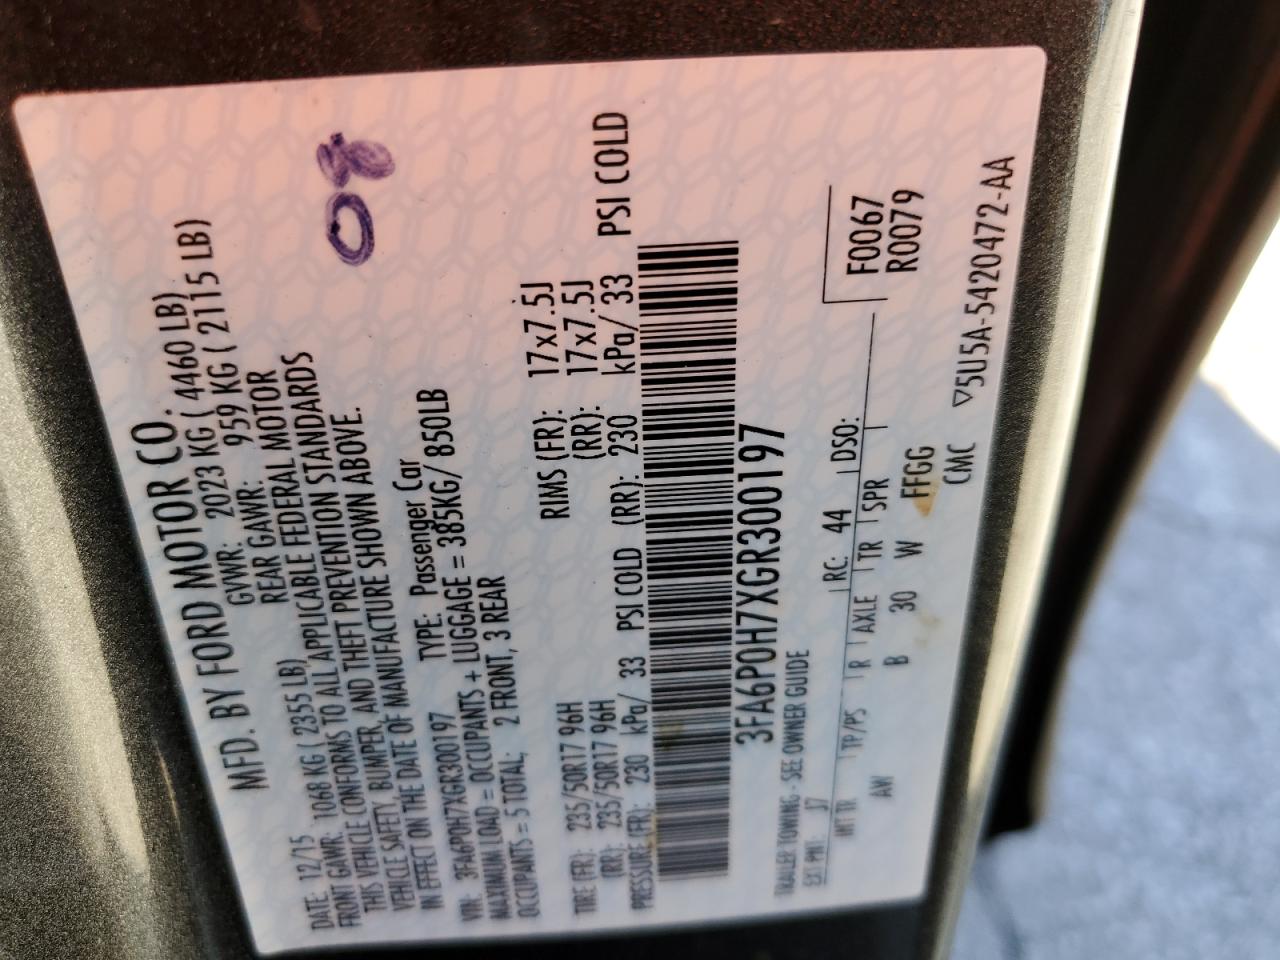 MFD. BY FORD MOTOR CO.
DATE: 12/15 GVWR: 2023 KG ( 4460 LB)
FRONT GAWR: 1068 KG ( 2355 LB) REAR GAWR: 959 KG ( 2115 LB)
THIS VEHICLE CONFORMS TO ALL APPLICABLE FEDERAL MOTOR
VEHICLE SAFETY, BUMPER, AND THEFT PREVENTION STANDARDS
IN EFFECT ON THE DATE OF MANUFACTURE SHOWN ABOVE.
08
VIN: 3FA6P0H7XGR300197 TYPE: Passenger Car
MAXIMUM LOAD = OCCUPANTS + LUGGAGE = 385KG/ 850LB
OCCUPANTS = 5 TOTAL; 2 FRONT, 3 REAR
TIRE (FR): 235/50R17 96H RIMS (FR): 17x7.5J
(RR): 235/50R17 96H (RR): 17x7.5J
PRESSURE (FR): 230 kPa/ 33 PSI COLD (RR): 230 kPa/ 33 PSI COLD
3FA6P0H7XGR300197
TRAILER TOWING - SEE OWNER GUIDE
EXT PNT: J7 RC: 44 DSO:
INT TR TP/PS R AXLE TR SPR
AW B 30 W FFGG
F0067
R0079
CMC ▽5U5A-5420472-AA